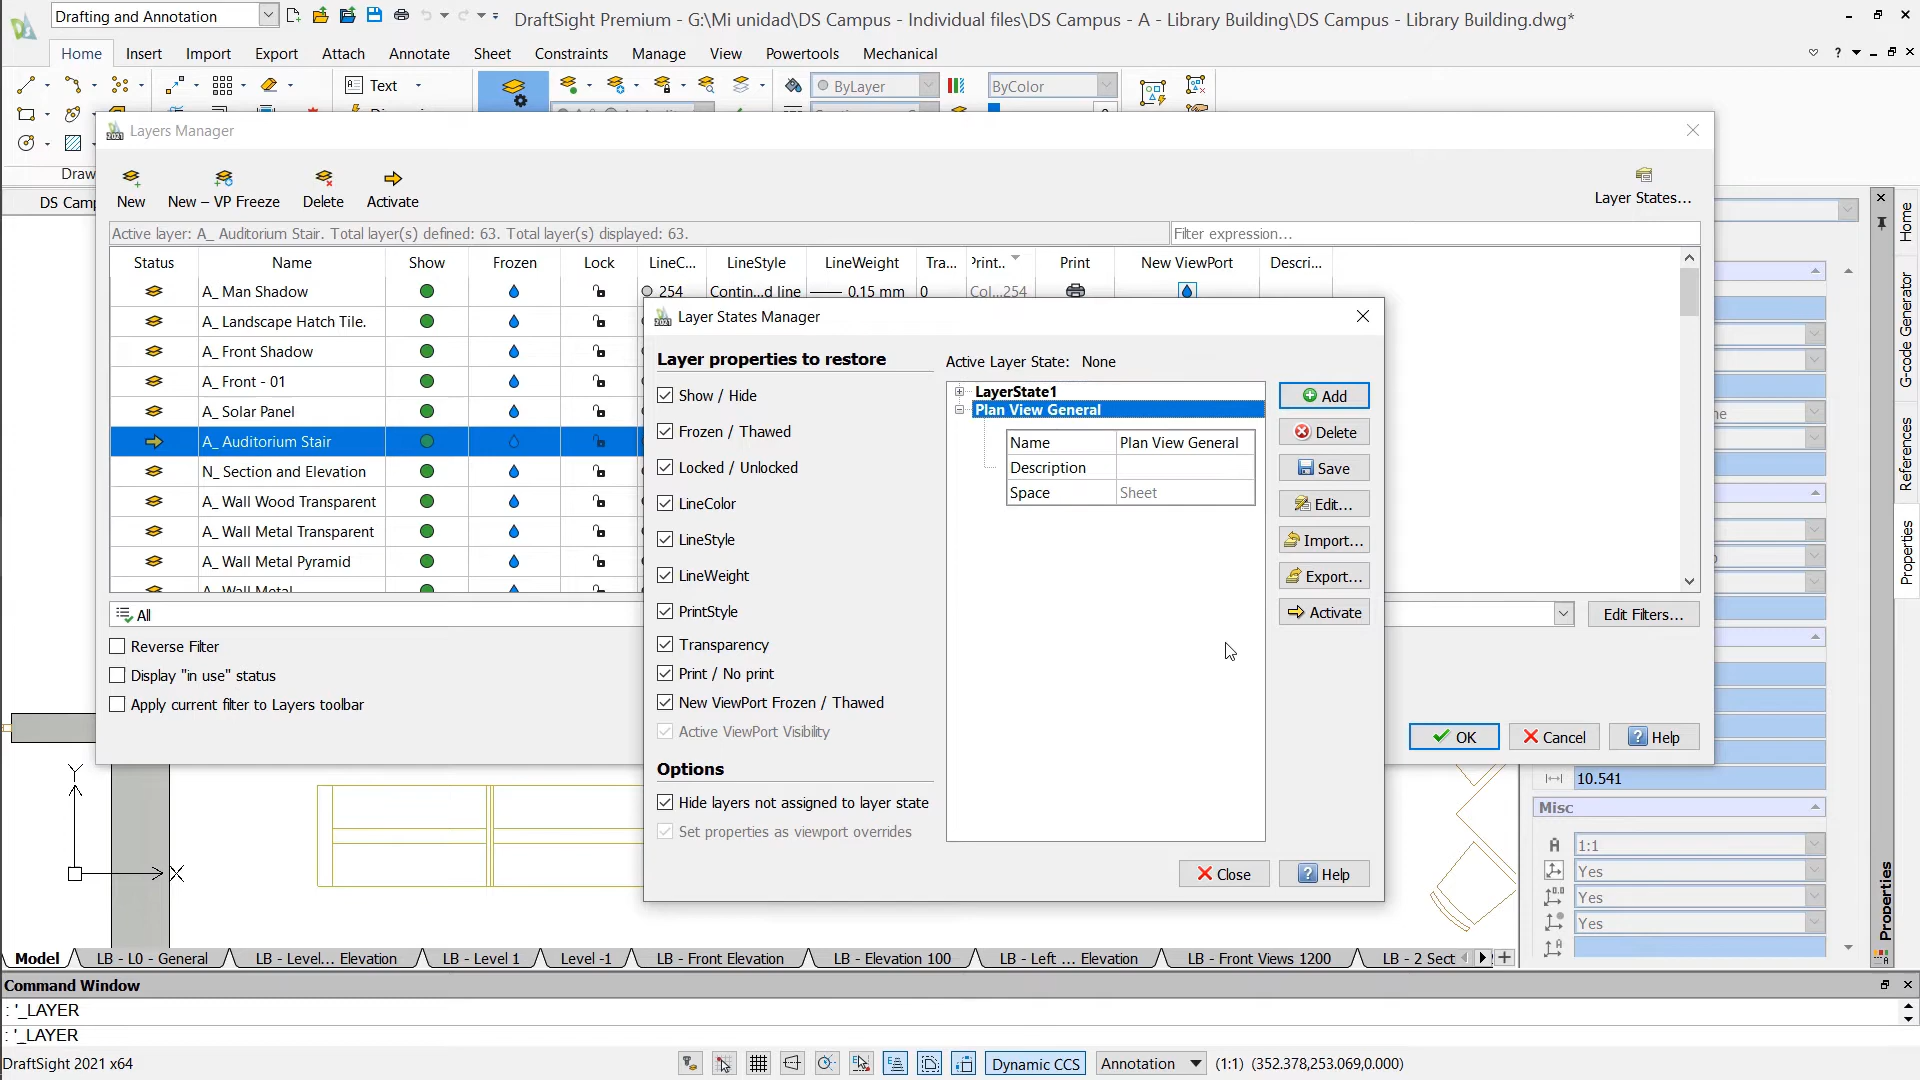 Drafting and Annotation
DraftSight Premium - G:\Mi unidad\DS Campus - Individual files\DS Campus - A - Library Building\DS Campus - Library Building.dwg*
Home Insert Import Export Attach Annotate Sheet Constraints Manage View Powertools Mechanical
Text
ByLayer
ByColor
Layers Manager
Draw
DS Camp
New
New – VP Freeze
Delete
Activate
Layer States...
Active layer: A_ Auditorium Stair. Total layer(s) defined: 63. Total layer(s) displayed: 63.
Filter expression...
Status Name Show Frozen Lock LineC... LineStyle LineWeight Tra... Print.. Print New ViewPort Descri...
A_ Man Shadow 254 Contin...d line 0.15 mm 0 Col...254
A_ Landscape Hatch Tile.
A_ Front Shadow
A_ Front - 01
A_ Solar Panel
A_ Auditorium Stair
N_ Section and Elevation
A_ Wall Wood Transparent
A_ Wall Metal Transparent
A_ Wall Metal Pyramid
A_ Wall Metal
All
Edit Filters...
Reverse Filter
Display "in use" status
Apply current filter to Layers toolbar
OK
Cancel
Help
Layer States Manager
Layer properties to restore
Show / Hide
Frozen / Thawed
Locked / Unlocked
LineColor
LineStyle
LineWeight
PrintStyle
Transparency
Print / No print
New ViewPort Frozen / Thawed
Active ViewPort Visibility
Options
Hide layers not assigned to layer state
Set properties as viewport overrides
Active Layer State: None
LayerState1
Plan View General
Name Plan View General
Description
Space Sheet
Add
Delete
Save
Edit...
Import...
Export...
Activate
Close
Help
Home
G-code Generator
References
Properties
10.541
Misc
1:1
Yes
Yes
Yes
Properties
Y
X
Model LB - L0 - General LB - Level... Elevation LB - Level 1 Level -1 LB - Front Elevation LB - Elevation 100 LB - Left ... Elevation LB - Front Views 1200 LB - 2 Sect
Command Window
: '_LAYER
: '_LAYER
DraftSight 2021 x64
Dynamic CCS
Annotation
(1:1) (352.378,253.069,0.000)